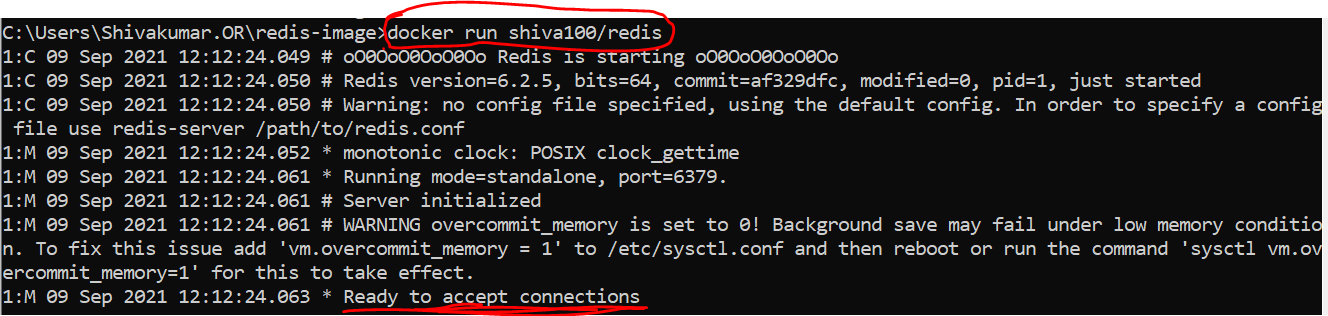 C:\Users\Shivakumar.OR\redis-image>docker run shiva100/redis
1:C 09 Sep 2021 12:12:24.049 # oO0OoO0OoO0Oo Redis is starting oO0OoO0OoO0Oo
1:C 09 Sep 2021 12:12:24.050 # Redis version=6.2.5, bits=64, commit=af329dfc, modified=0, pid=1, just started
1:C 09 Sep 2021 12:12:24.050 # Warning: no config file specified, using the default config. In order to specify a config
 file use redis-server /path/to/redis.conf
1:M 09 Sep 2021 12:12:24.052 * monotonic clock: POSIX clock_gettime
1:M 09 Sep 2021 12:12:24.061 * Running mode=standalone, port=6379.
1:M 09 Sep 2021 12:12:24.061 # Server initialized
1:M 09 Sep 2021 12:12:24.061 # WARNING overcommit_memory is set to 0! Background save may fail under low memory conditio
n. To fix this issue add 'vm.overcommit_memory = 1' to /etc/sysctl.conf and then reboot or run the command 'sysctl vm.ov
ercommit_memory=1' for this to take effect.
1:M 09 Sep 2021 12:12:24.063 * Ready to accept connections